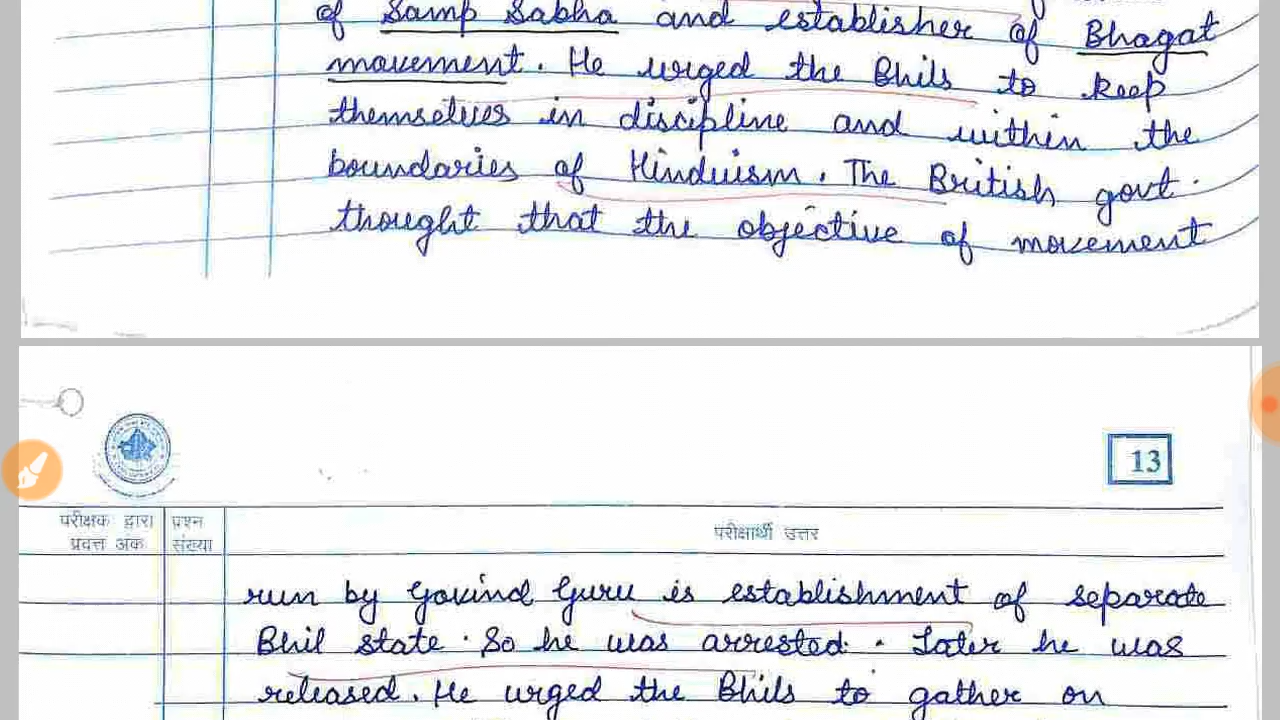 of Samp Sabha and establisher of Bhagat
movement. He urged the Bhils to keep
themselves in discipline and within the
boundaries of Hinduism. The British govt.
thought that the objective of movement
13
परीक्षक द्वारा प्रदत्त अंक
प्रश्न संख्या
परीक्षार्थी उत्तर
run by Govind Guru is establishment of separate
Bhil state. So he was arrested. Later he was
released. He urged the Bhils to gather on